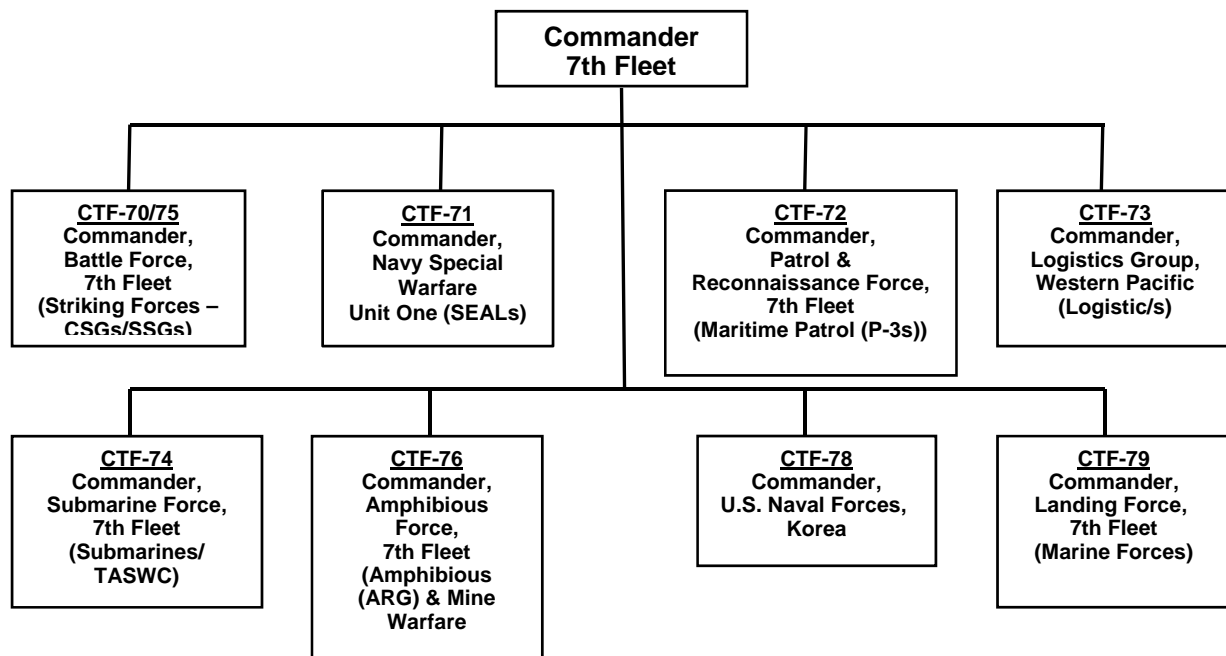 Commander
7th Fleet
CTF-70/75
Commander,
Battle Force,
7th Fleet
(Striking Forces –
CSGs/SSGs)
CTF-71
Commander,
Navy Special
Warfare
Unit One (SEALs)
CTF-72
Commander,
Patrol &
Reconnaissance Force,
7th Fleet
(Maritime Patrol (P-3s))
CTF-73
Commander,
Logistics Group,
Western Pacific
(Logistic/s)
CTF-74
Commander,
Submarine Force,
7th Fleet
(Submarines/
TASWC)
CTF-76
Commander,
Amphibious
Force,
7th Fleet
(Amphibious
(ARG) & Mine
Warfare
CTF-78
Commander,
U.S. Naval Forces,
Korea
CTF-79
Commander,
Landing Force,
7th Fleet
(Marine Forces)